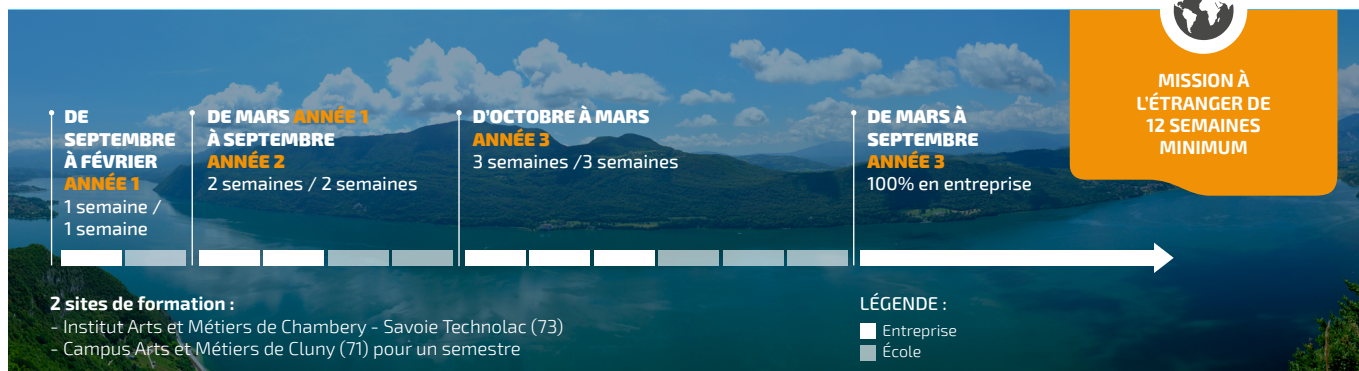 DE
SEPTEMBRE
À FÉVRIER
ANNÉE 1
1 semaine /
1 semaine
DE MARS ANNÉE 1
À SEPTEMBRE
ANNÉE 2
2 semaines / 2 semaines
D'OCTOBRE À MARS
ANNÉE 3
3 semaines /3 semaines
DE MARS À
SEPTEMBRE
ANNÉE 3
100% en entreprise
MISSION À
L'ÉTRANGER DE
12 SEMAINES
MINIMUM
2 sites de formation :
- Institut Arts et Métiers de Chambery - Savoie Technolac (73)
- Campus Arts et Métiers de Cluny (71) pour un semestre
LÉGENDE :
Entreprise
École